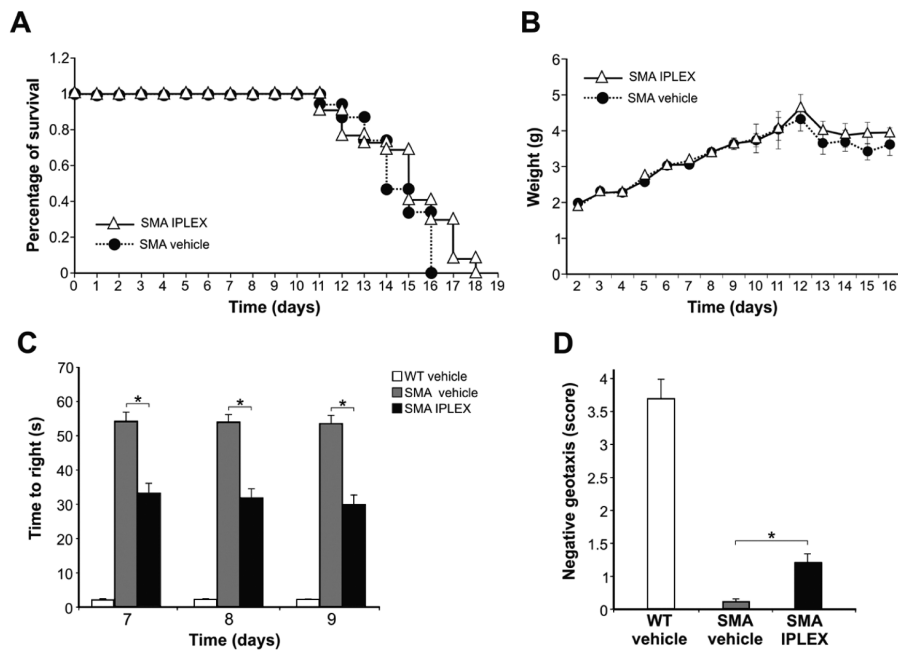 A
Percentage of survival
1.2
1
0.8
0.6
0.4
0.2
0
SMA IPLEX
SMA vehicle
0 1 2 3 4 5 6 7 8 9 10 11 12 13 14 15 16 17 18 19
Time (days)
B
Weight (g)
6
5
4
3
2
1
0
SMA IPLEX
SMA vehicle
2 3 4 5 6 7 8 9 10 11 12 13 14 15 16
Time (days)
C
Time to right (s)
70
60
50
40
30
20
10
0
* * *
7 8 9
Time (days)
WT vehicle
SMA vehicle
SMA IPLEX
D
Negative geotaxis (score)
4
3.5
3
2
1.5
1
0
*
WT SMA SMA
vehicle vehicle IPLEX